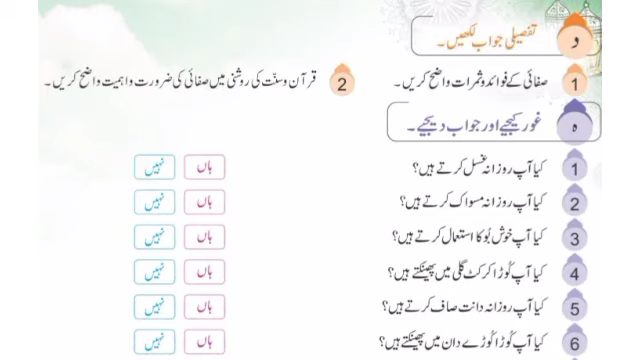 د تفصیلی جواب لکھیں۔
1 صفائی کے فوائد و ثمرات واضح کریں۔ 2 قرآن و سنّت کی روشنی میں صفائی کی ضرورت و اہمیت واضح کریں۔
ہ غور کیجیے اور جواب دیجیے۔
1 کیا آپ روزانہ غسل کرتے ہیں؟ ہاں نہیں
2 کیا آپ روزانہ مسواک کرتے ہیں؟ ہاں نہیں
3 کیا آپ خوش بُو کا استعمال کرتے ہیں؟ ہاں نہیں
4 کیا آپ کُوڑا کرکٹ گلی میں پھینکتے ہیں؟ ہاں نہیں
5 کیا آپ روزانہ دانت صاف کرتے ہیں؟ ہاں نہیں
6 کیا آپ کُوڑا کُوڑے دان میں پھینکتے ہیں؟ ہاں نہیں